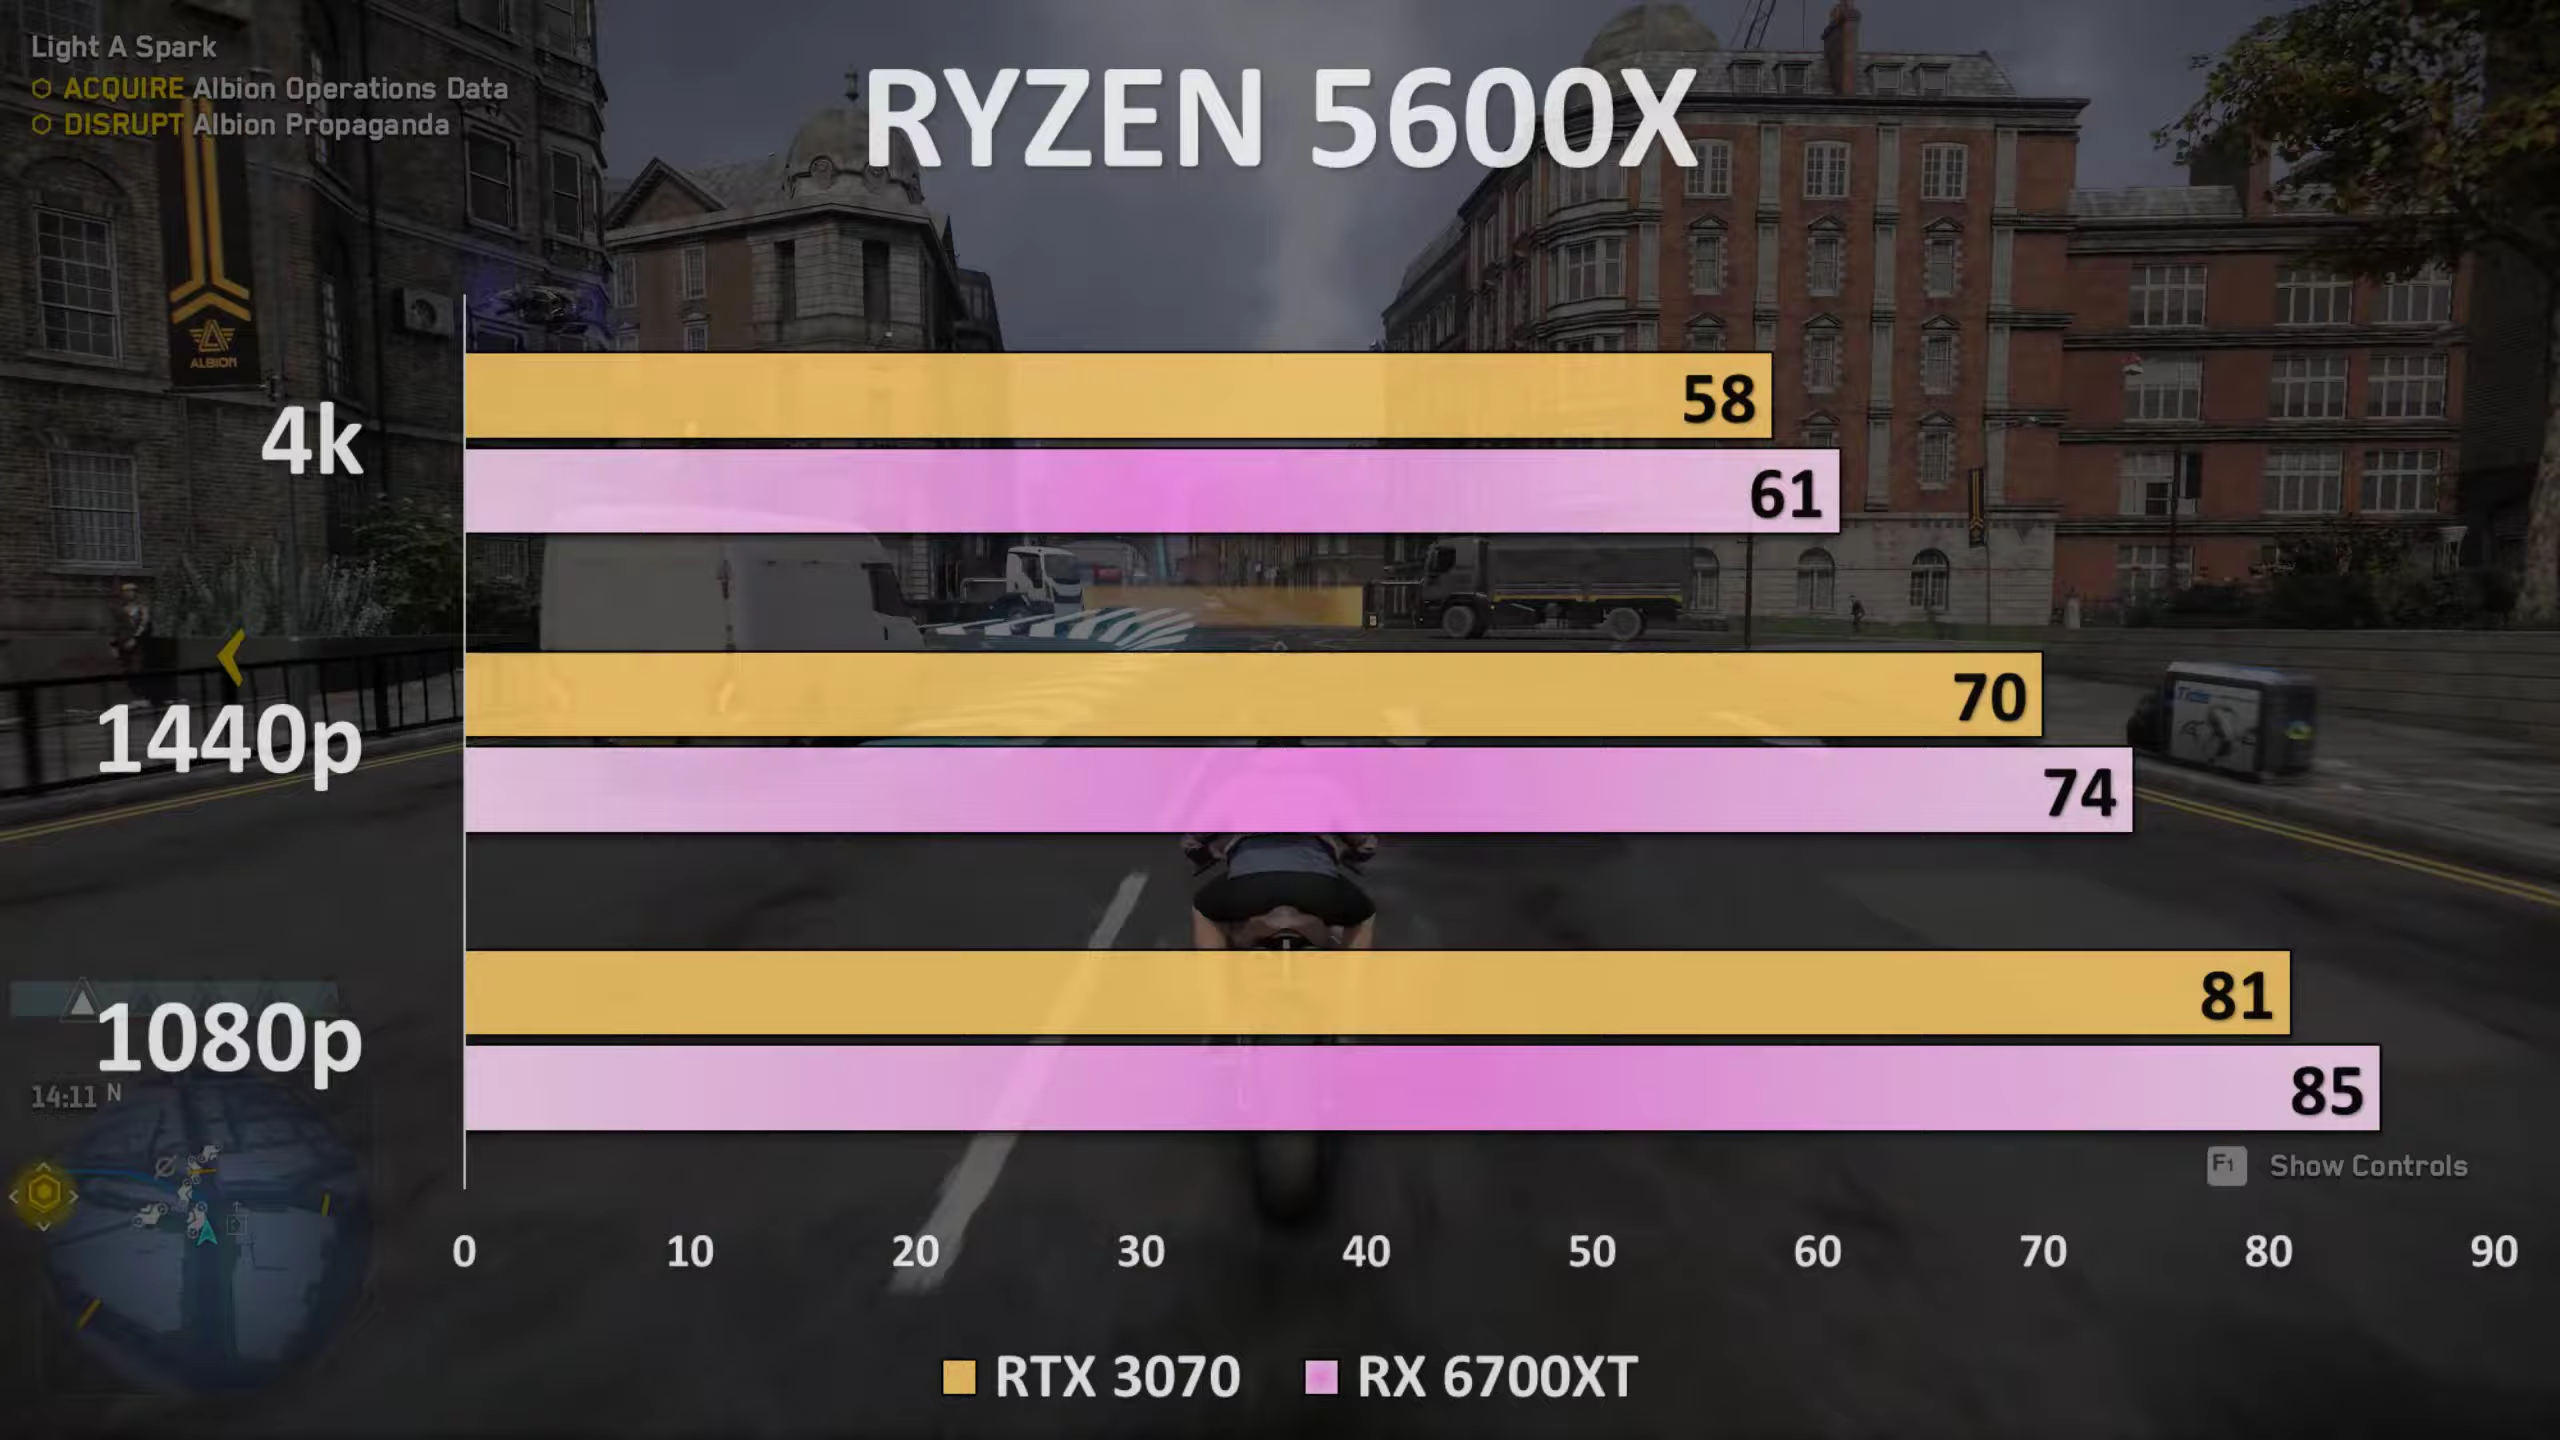 Light A Spark
ACQUIRE Albion Operations Data
DISRUPT Albion Propaganda
RYZEN 5600X
ALBION
4k
58
61
1440p
70
74
1080p
81
85
14:11 N
F1 Show Controls
0 10 20 30 40 50 60 70 80 90
RTX 3070 RX 6700XT